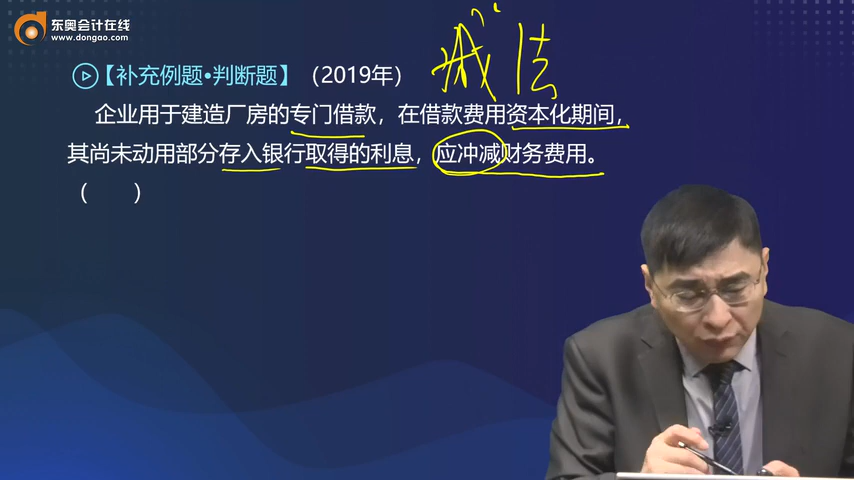 东奥会计在线
www.dongao.com
【补充例题•判断题】（2019年）
减法
企业用于建造厂房的专门借款，在借款费用资本化期间，
其尚未动用部分存入银行取得的利息，应冲减财务费用。
（　　）